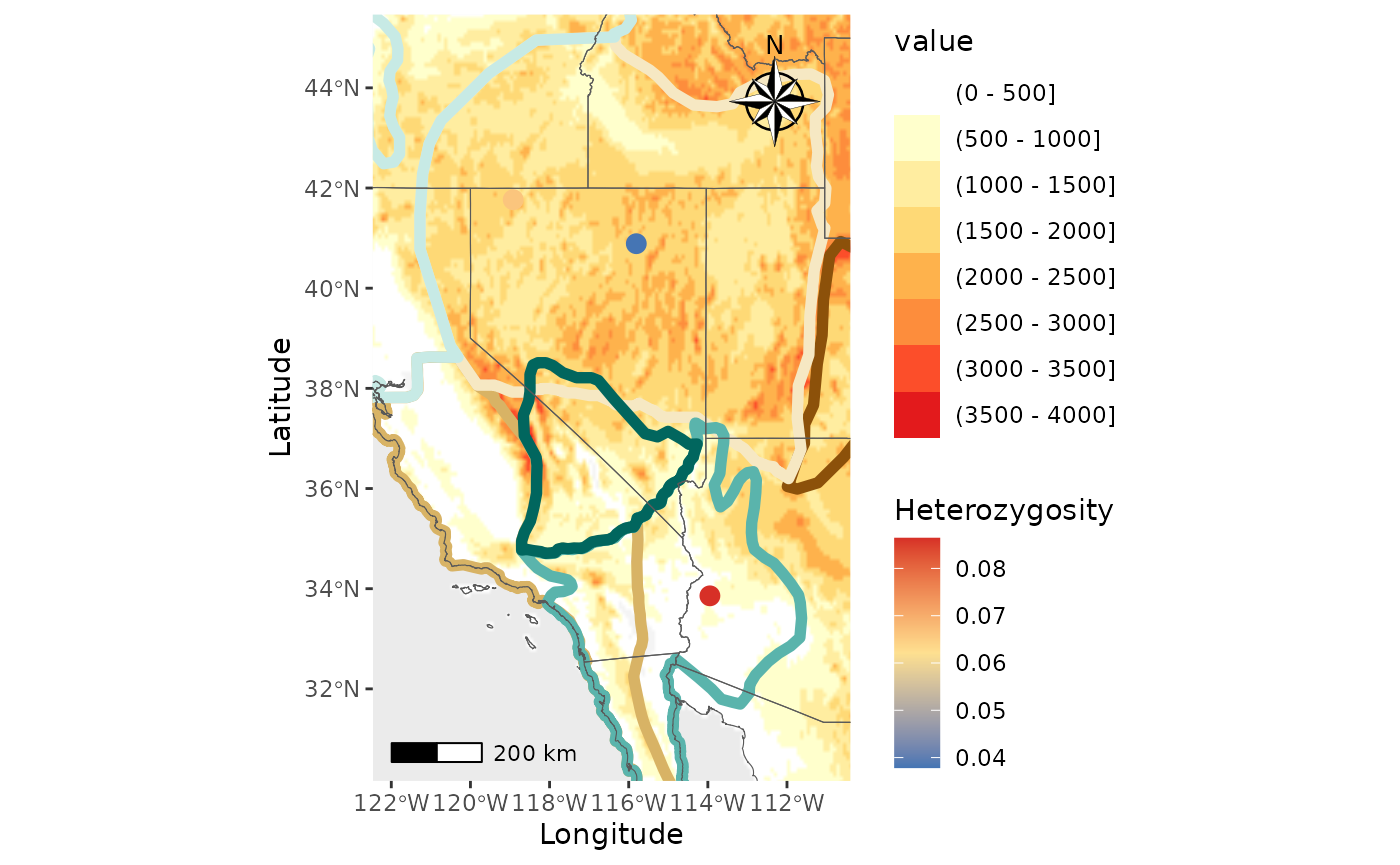 N
44°N
42°N
40°N
38°N
36°N
34°N
32°N
Latitude
200 km
122°W 120°W 118°W 116°W 114°W 112°W
Longitude
value
(0 - 500]
(500 - 1000]
(1000 - 1500]
(1500 - 2000]
(2000 - 2500]
(2500 - 3000]
(3000 - 3500]
(3500 - 4000]
Heterozygosity
0.08
0.07
0.06
0.05
0.04